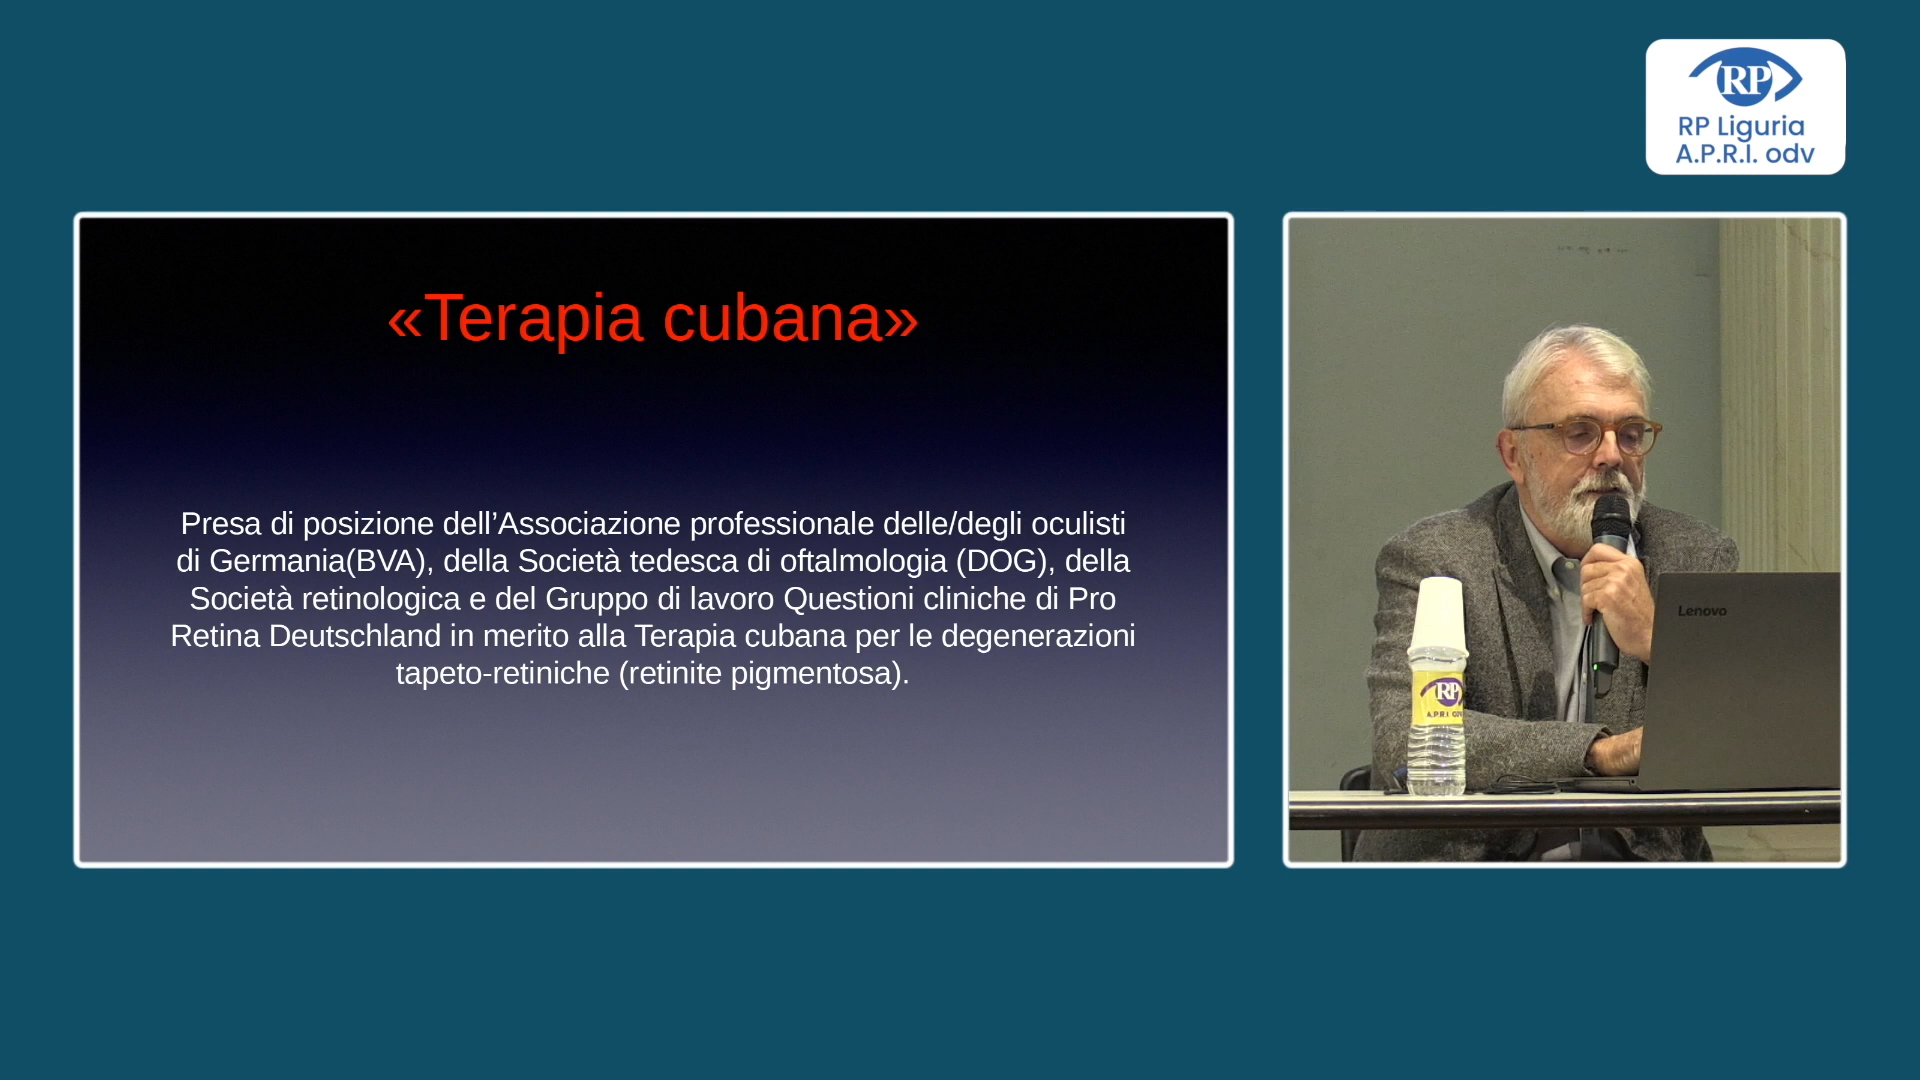 RP
RP Liguria
A.P.R.I. odv
«Terapia cubana»
Presa di posizione dell’Associazione professionale delle/degli oculisti
di Germania(BVA), della Società tedesca di oftalmologia (DOG), della
Società retinologica e del Gruppo di lavoro Questioni cliniche di Pro
Retina Deutschland in merito alla Terapia cubana per le degenerazioni
tapeto-retiniche (retinite pigmentosa).
Lenovo
RP
A.P.R.I.